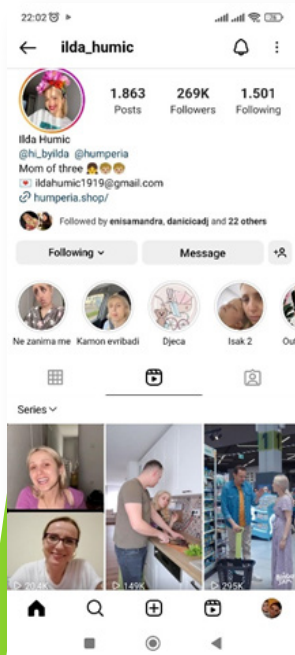 22:02
ilda_humic
1.863 269K 1.501
Posts Followers Following
Ilda Humic
@hi_byilda @humperia
Mom of three
ildahumic1919@gmail.com
humperia.shop/
Followed by enisamandra, danicicadj and 22 others
Following Message
Ne zanima me Kamon evribadi Djeca Isak 2 Out
Series
20.4K 149K 295K